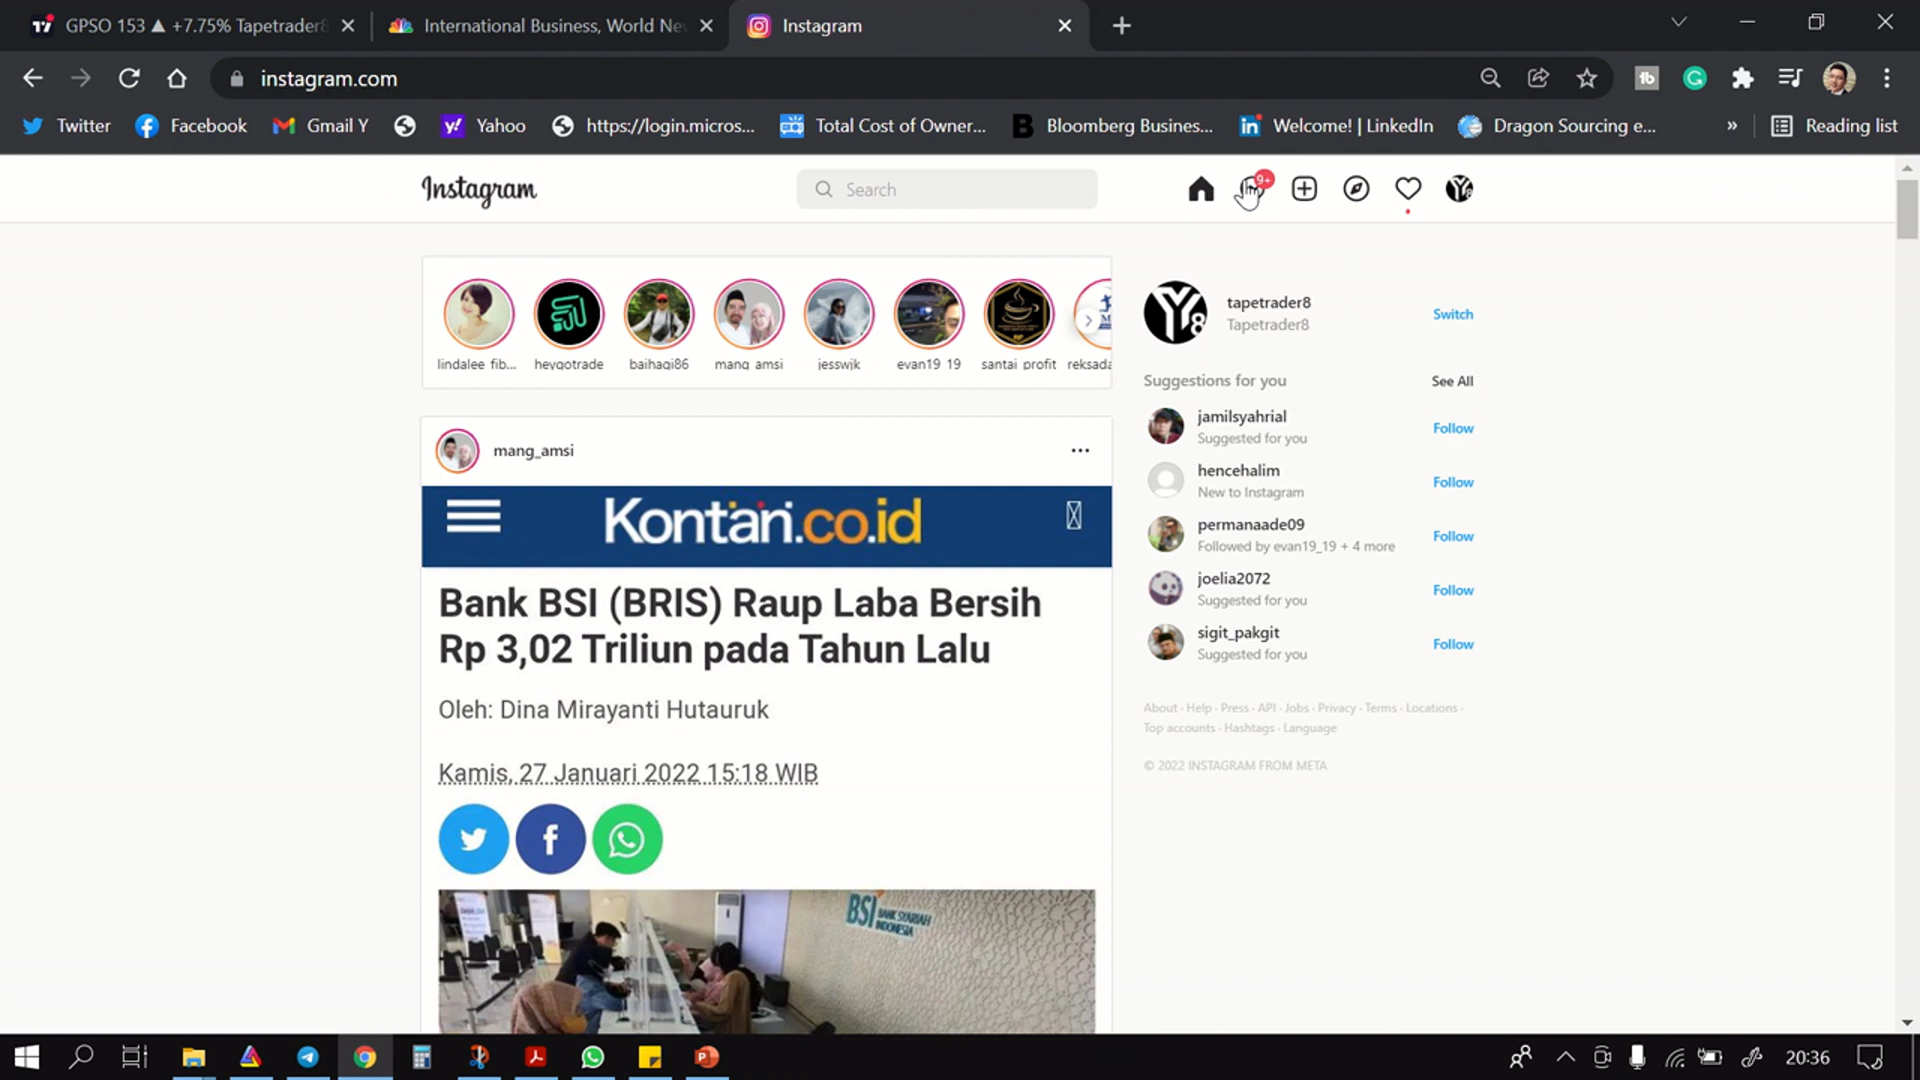 GPSO 153 ▲ +7.75% Tapetrader8
International Business, World Ne
Instagram
instagram.com
Twitter
Facebook
Gmail Y
Yahoo
https://login.micros...
Total Cost of Owner...
Bloomberg Busines...
Welcome! | LinkedIn
Dragon Sourcing e...
»
Reading list
Instagram
Search
9+
lindalee_fib...
heygotrade
baihaqi86
mang_amsi
jesswjk
evan19_19
santai_profit
reksada
tapetrader8
Tapetrader8
Switch
Suggestions for you
See All
jamilsyahrial
Suggested for you
Follow
hencehalim
New to Instagram
Follow
permanaade09
Followed by evan19_19 + 4 more
Follow
joelia2072
Suggested for you
Follow
sigit_pakgit
Suggested for you
Follow
About · Help · Press · API · Jobs · Privacy · Terms · Locations ·
Top accounts · Hashtags · Language
© 2022 INSTAGRAM FROM META
mang_amsi
Kontan.co.id
Bank BSI (BRIS) Raup Laba Bersih
Rp 3,02 Triliun pada Tahun Lalu
Oleh: Dina Mirayanti Hutauruk
Kamis, 27 Januari 2022 15:18 WIB
BSI BANK SYARIAH
INDONESIA
20:36